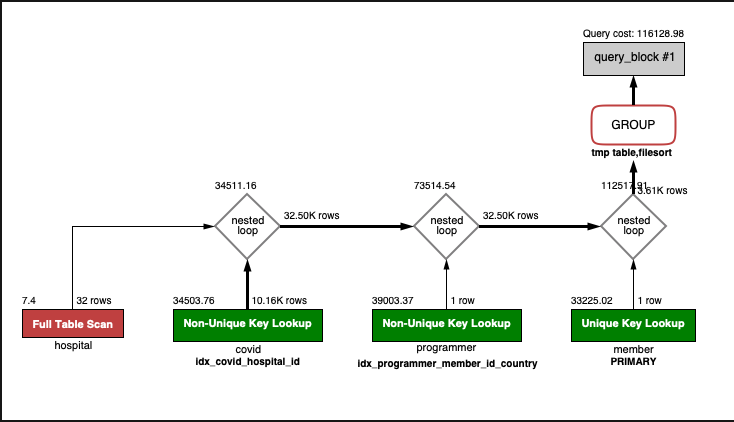 Query cost: 116128.98
query_block #1
GROUP
tmp table,filesort
34511.16
73514.54
112517.91
3.61K rows
nested
loop
32.50K rows
nested
loop
32.50K rows
nested
loop
7.4
32 rows
34503.76
10.16K rows
39003.37
1 row
33225.02
1 row
Full Table Scan
Non-Unique Key Lookup
Non-Unique Key Lookup
Unique Key Lookup
hospital
covid
programmer
member
idx_covid_hospital_id
idx_programmer_member_id_country
PRIMARY